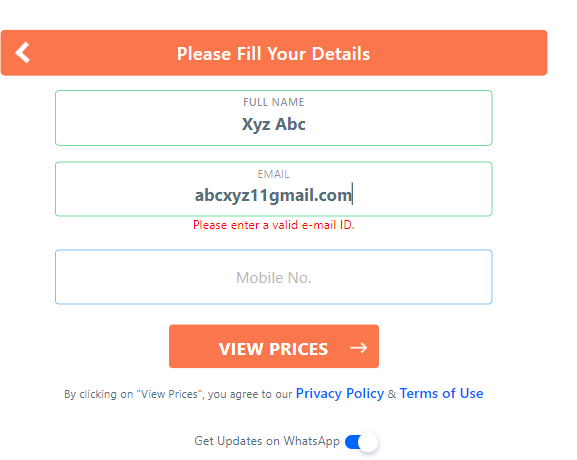 Please Fill Your Details
FULL NAME
Xyz Abc
EMAIL
abcxyz11gmail.com
Please enter a valid e-mail ID.
Mobile No.
VIEW PRICES →
By clicking on "View Prices", you agree to our Privacy Policy & Terms of Use
Get Updates on WhatsApp